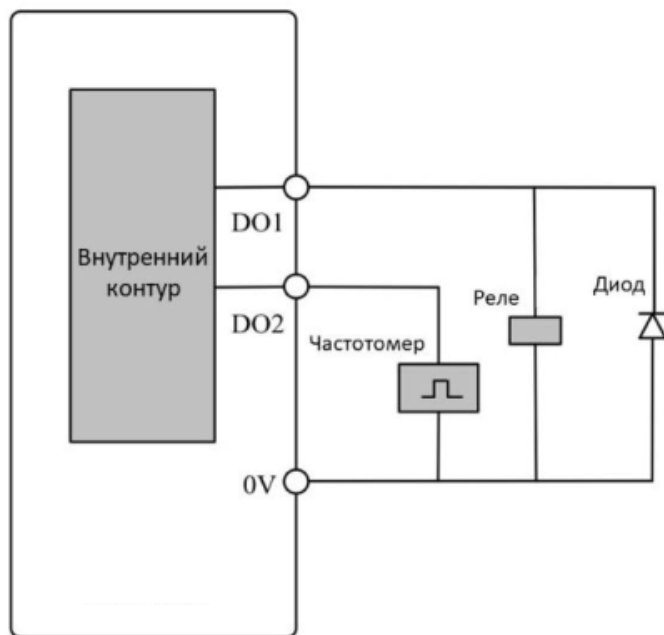 DO1
Внутренний
контур
DO2
Диод
Реле
Частотомер
0V